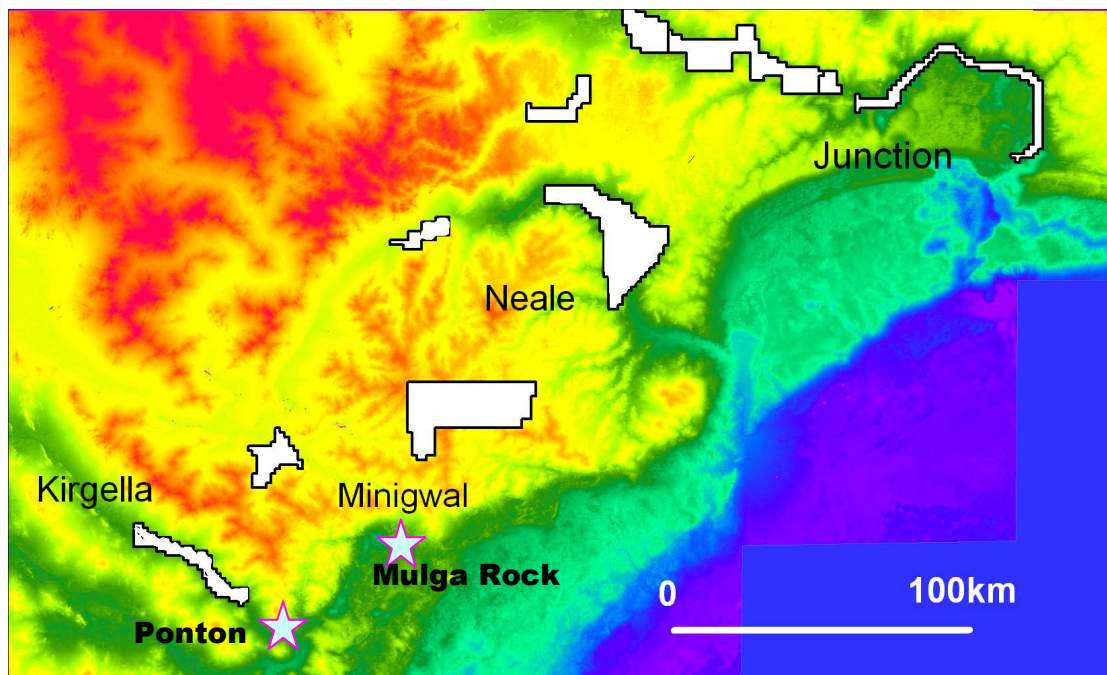 Junction
Neale
Kirgella
Minigwal
Mulga Rock
0 100km
Ponton